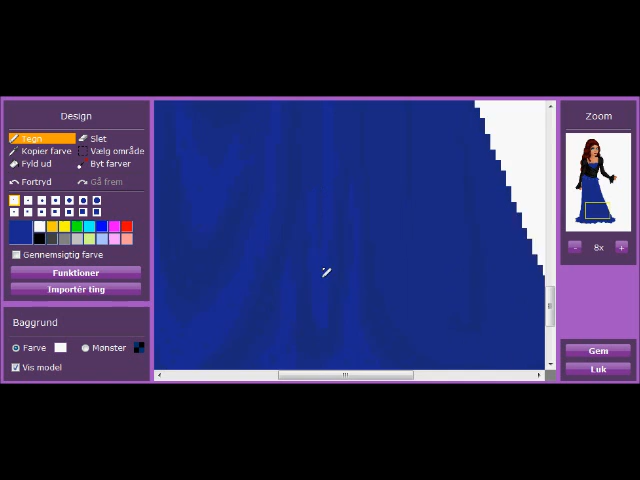 Design
Tegn
Slet
Kopier farve
Vælg område
Fyld ud
Byt farver
Fortryd
Gå frem
Gennemsigtig farve
Funktioner
Importér ting
Baggrund
Farve
Mønster
Vis model
Zoom
- 8x +
Gem
Luk